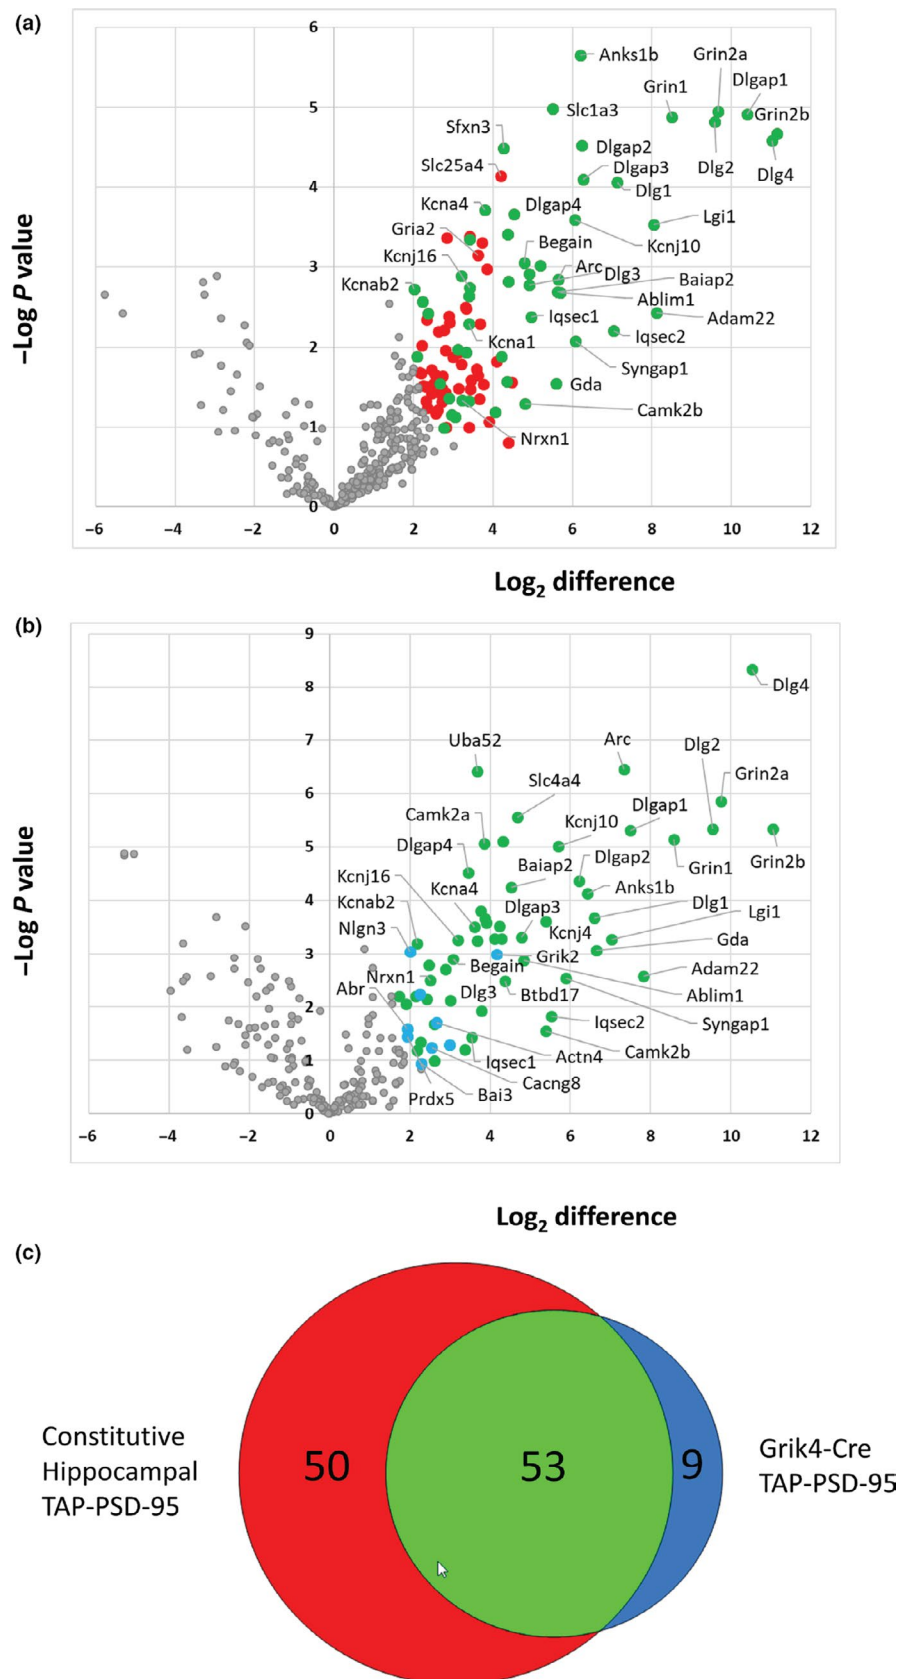 (a)
6
5
4
3
2
1
0
−6
−4
−2
0
2
4
6
8
10
12
−Log P value
Log2 difference
Anks1b
Grin2a
Grin1
Dlgap1
Slc1a3
Grin2b
Sfxn3
Dlgap2
Dlg2
Slc25a4
Dlgap3
Dlg4
Dlg1
Kcna4
Dlgap4
Lgi1
Gria2
Begain
Kcnj10
Kcnj16
Arc
Dlg3
Kcnab2
Baiap2
Ablim1
Iqsec1
Adam22
Kcna1
Iqsec2
Syngap1
Gda
Camk2b
Nrxn1
(b)
9
8
7
6
5
4
3
2
1
0
−6
−4
−2
0
2
4
6
8
10
12
−Log P value
Log2 difference
Dlg4
Uba52
Arc
Dlg2
Grin2a
Slc4a4
Camk2a
Dlgap1
Kcnj10
Dlgap4
Baiap2
Dlgap2
Grin1
Grin2b
Kcnj16
Kcna4
Anks1b
Kcnab2
Dlgap3
Dlg1
Lgi1
Nlgn3
Kcnj4
Gda
Grik2
Nrxn1
Begain
Adam22
Abr
Dlg3
Btbd17
Ablim1
Iqsec2
Syngap1
Iqsec1
Actn4
Camk2b
Cacng8
Prdx5
Bai3
(c)
Constitutive
Hippocampal
TAP-PSD-95
50
53
9
Grik4-Cre
TAP-PSD-95